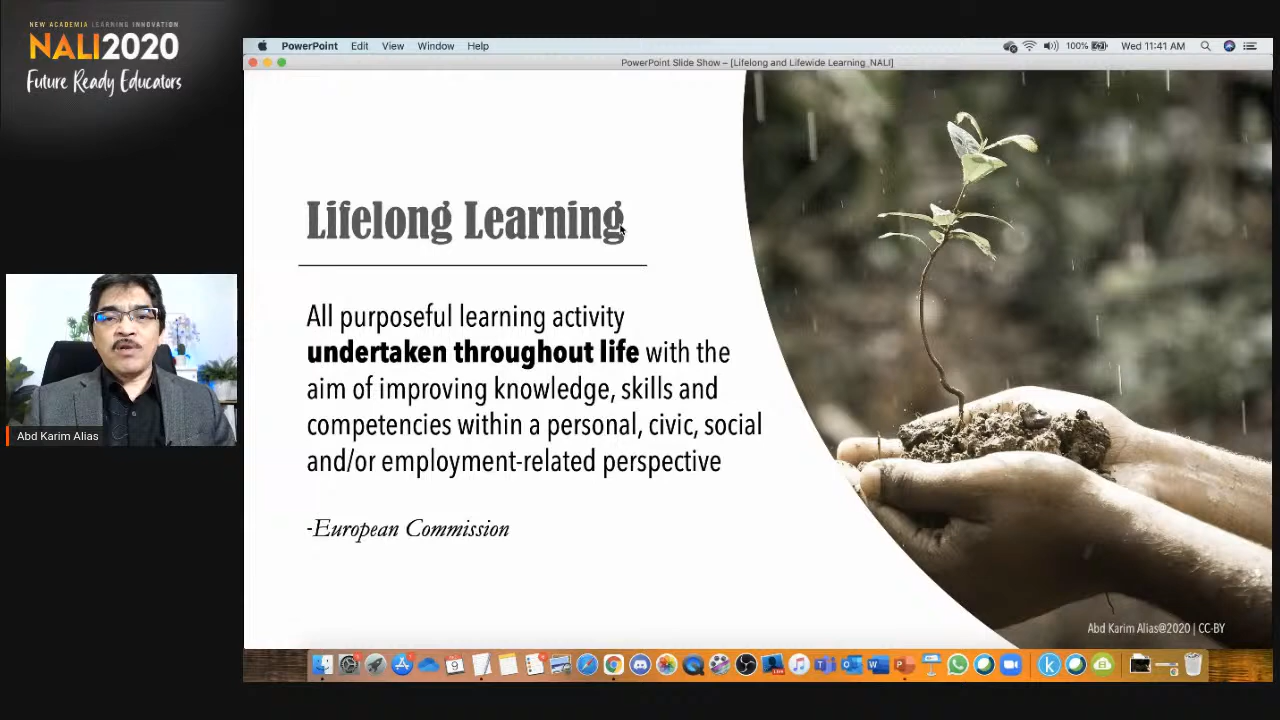 NEW ACADEMIA LEARNING INNOVATION
NALI2020
Future Ready Educators
PowerPoint Edit View Window Help
100% Wed 11:41 AM
PowerPoint Slide Show – [Lifelong and Lifewide Learning_NALI]
Lifelong Learning
All purposeful learning activity
undertaken throughout life with the
aim of improving knowledge, skills and
competencies within a personal, civic, social
and/or employment-related perspective
-European Commission
Abd Karim Alias
Abd Karim Alias@2020 | CC-BY
9